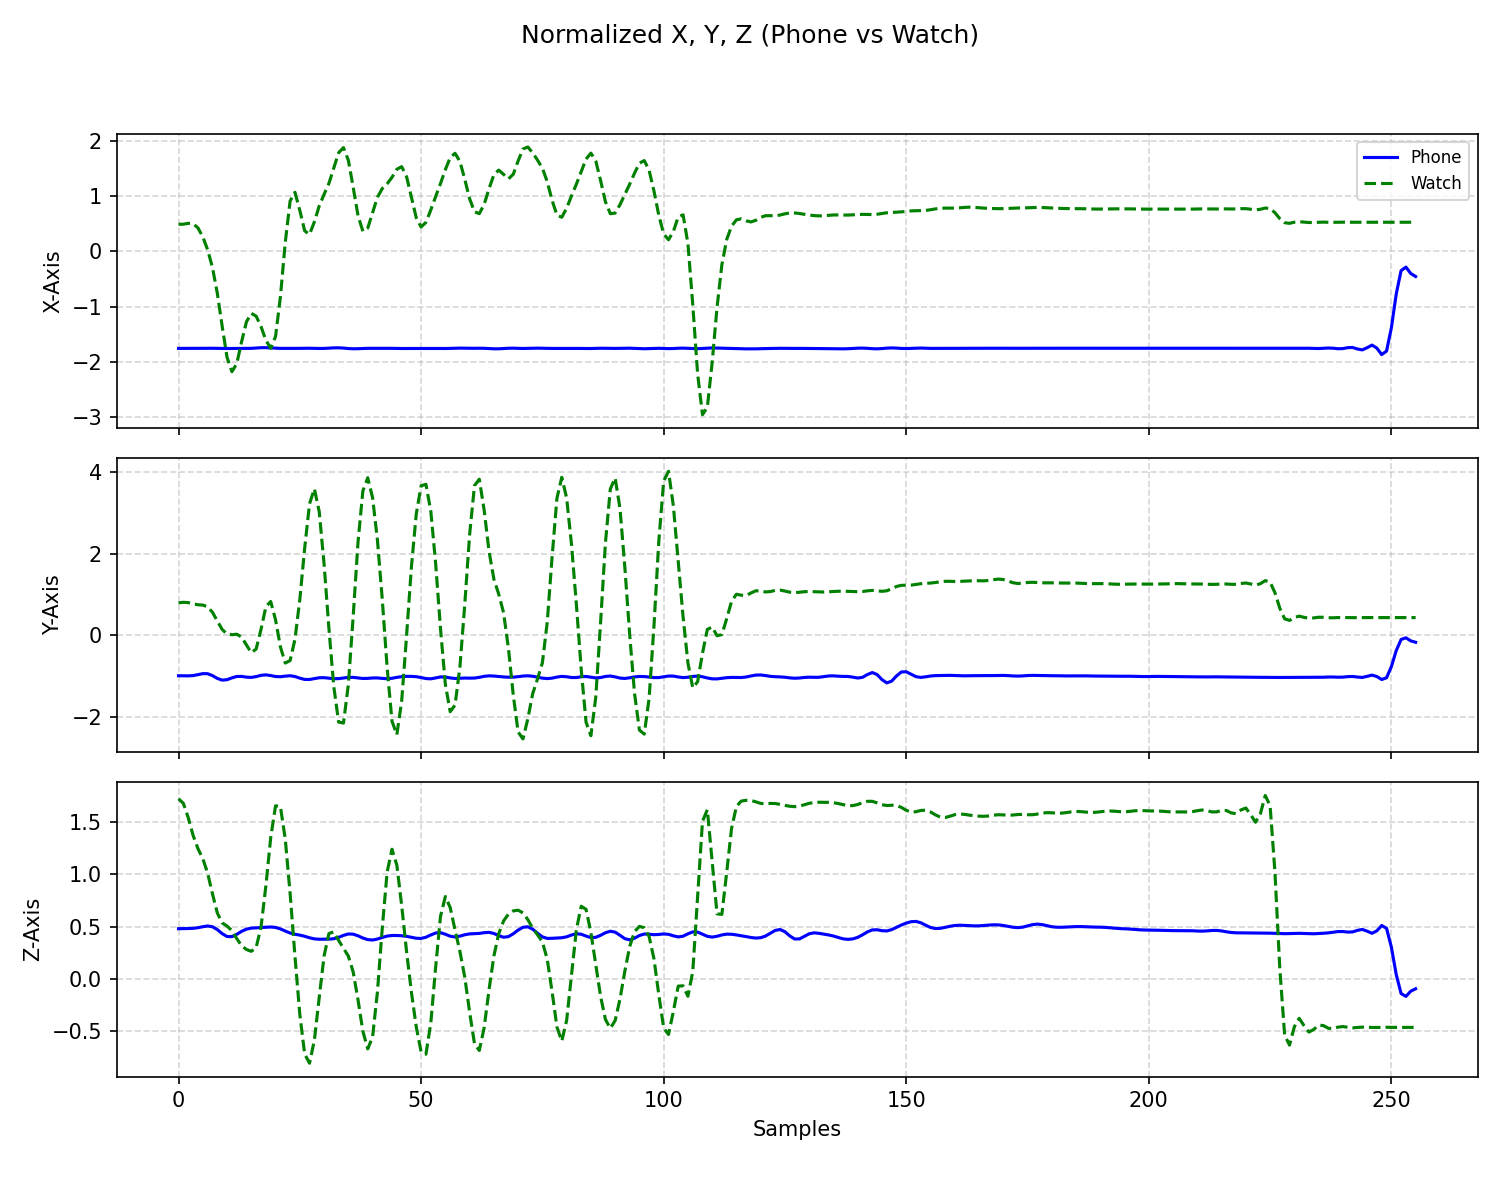 Normalized X, Y, Z (Phone vs Watch)
2
1
0
−1
−2
−3
X-Axis
Phone
Watch
4
2
0
−2
Y-Axis
1.5
1.0
0.5
0.0
−0.5
Z-Axis
0 50 100 150 200 250
Samples